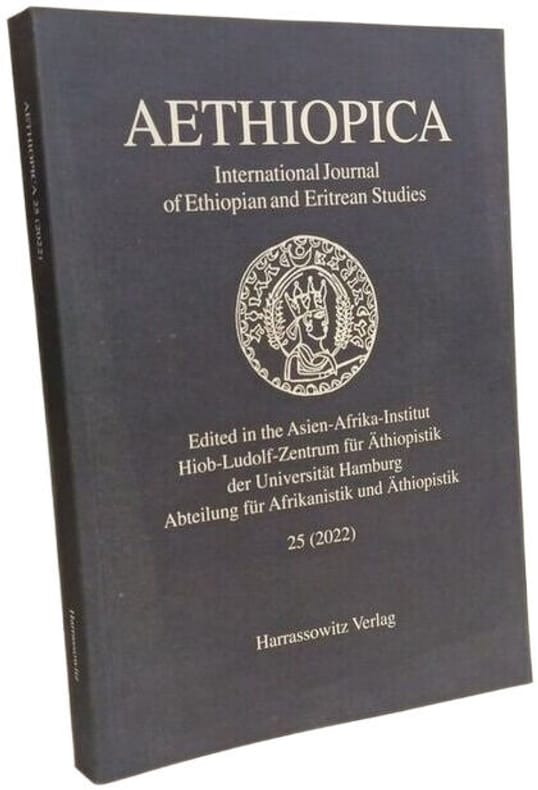 AETHIOPICA
International Journal
of Ethiopian and Eritrean Studies
Edited in the Asien-Afrika-Institut
Hiob-Ludolf-Zentrum für Äthiopistik
der Universität Hamburg
Abteilung für Afrikanistik und Äthiopistik
25 (2022)
Harrassowitz Verlag
AETHIOPICA 25 (2022)
Harrassowitz